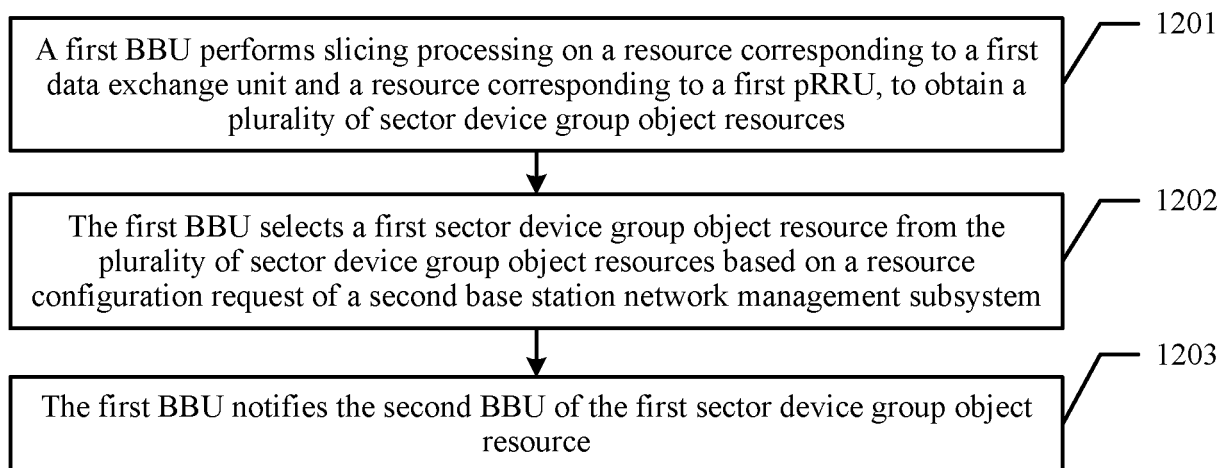 1201
A first BBU performs slicing processing on a resource corresponding to a first
data exchange unit and a resource corresponding to a first pRRU, to obtain a
plurality of sector device group object resources
1202
The first BBU selects a first sector device group object resource from the
plurality of sector device group object resources based on a resource
configuration request of a second base station network management subsystem
1203
The first BBU notifies the second BBU of the first sector device group object
resource